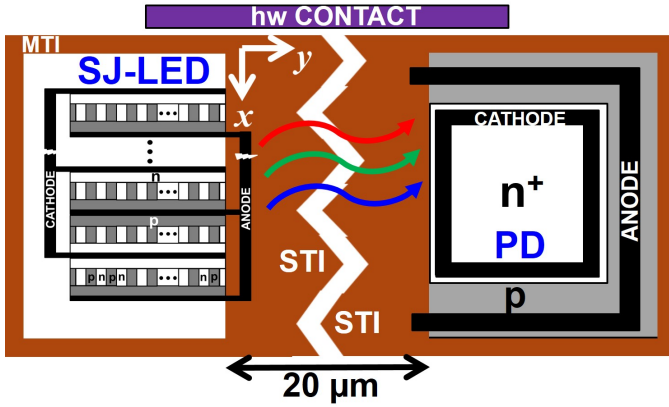 hw CONTACT
MTI
SJ-LED
y
x
CATHODE
n
p
ANODE
p n p n n p
STI
STI
CATHODE
n+
PD
ANODE
p
20 µm